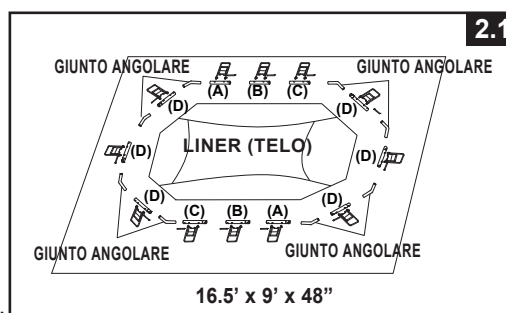 2.1
GIUNTO ANGOLARE
GIUNTO ANGOLARE
(A) (B) (C)
(D) (D)
LINER (TELO)
(D) (D)
(D) (D)
(C) (B) (A)
GIUNTO ANGOLARE
GIUNTO ANGOLARE
16.5’ x 9’ x 48”